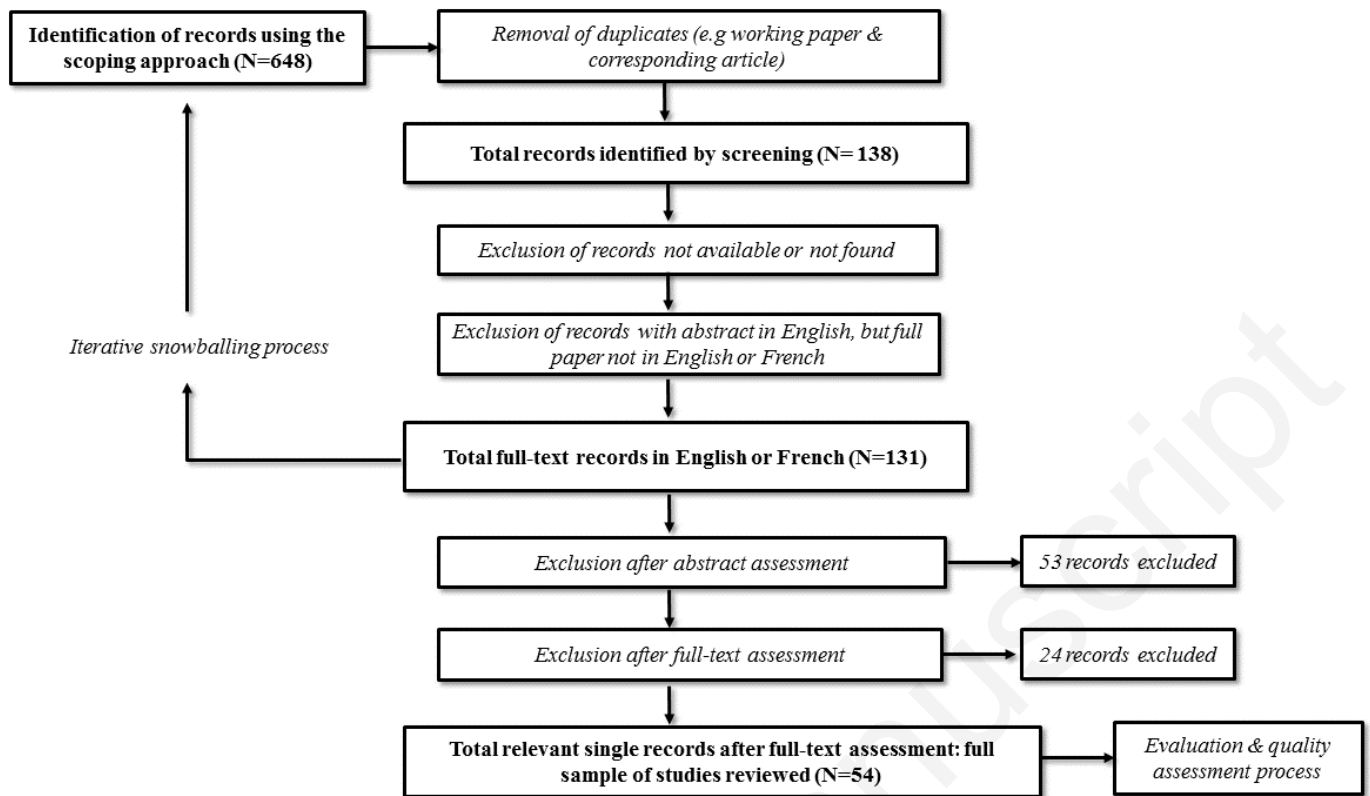 Identification of records using the
scoping approach (N=648)
Removal of duplicates (e.g working paper &
corresponding article)
Total records identified by screening (N= 138)
Exclusion of records not available or not found
Exclusion of records with abstract in English, but full
paper not in English or French
Iterative snowballing process
Total full-text records in English or French (N=131)
Exclusion after abstract assessment
53 records excluded
Exclusion after full-text assessment
24 records excluded
Total relevant single records after full-text assessment: full
sample of studies reviewed (N=54)
Evaluation & quality
assessment process
nuscript